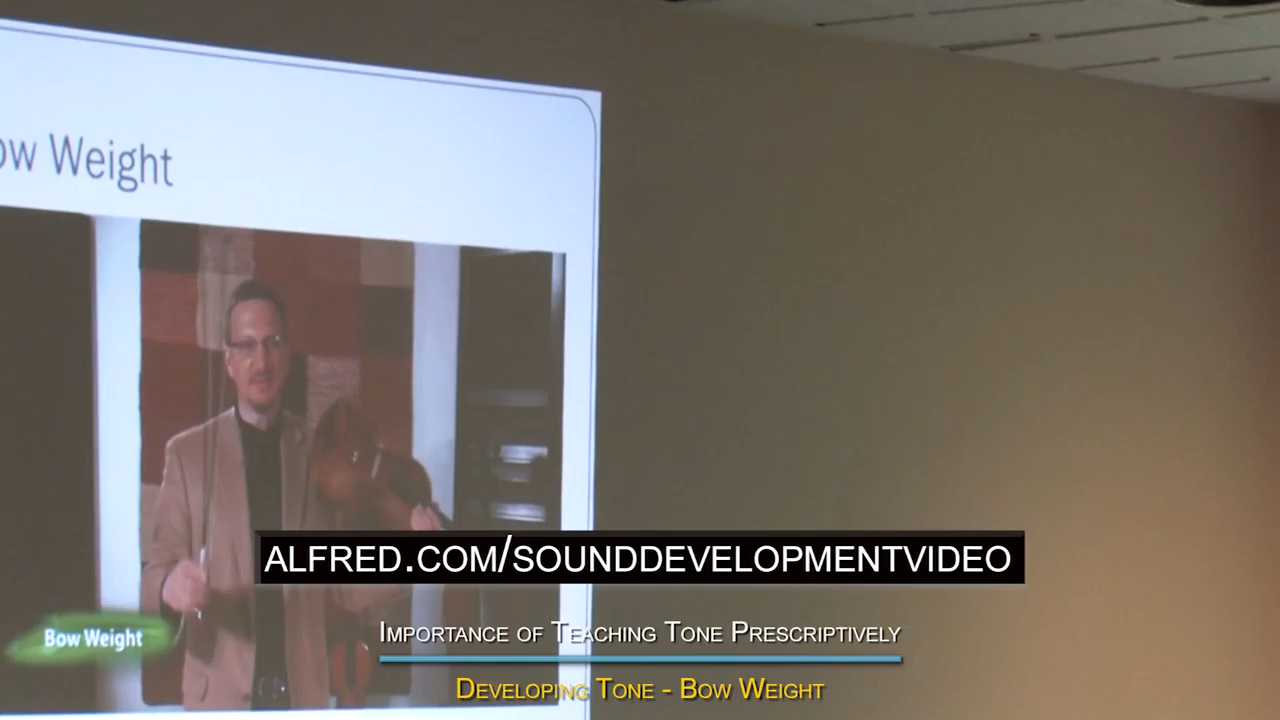 ow Weight
Bow Weight
ALFRED.COM/SOUNDDEVELOPMENTVIDEO
IMPORTANCE OF TEACHING TONE PRESCRIPTIVELY
DEVELOPING TONE - BOW WEIGHT